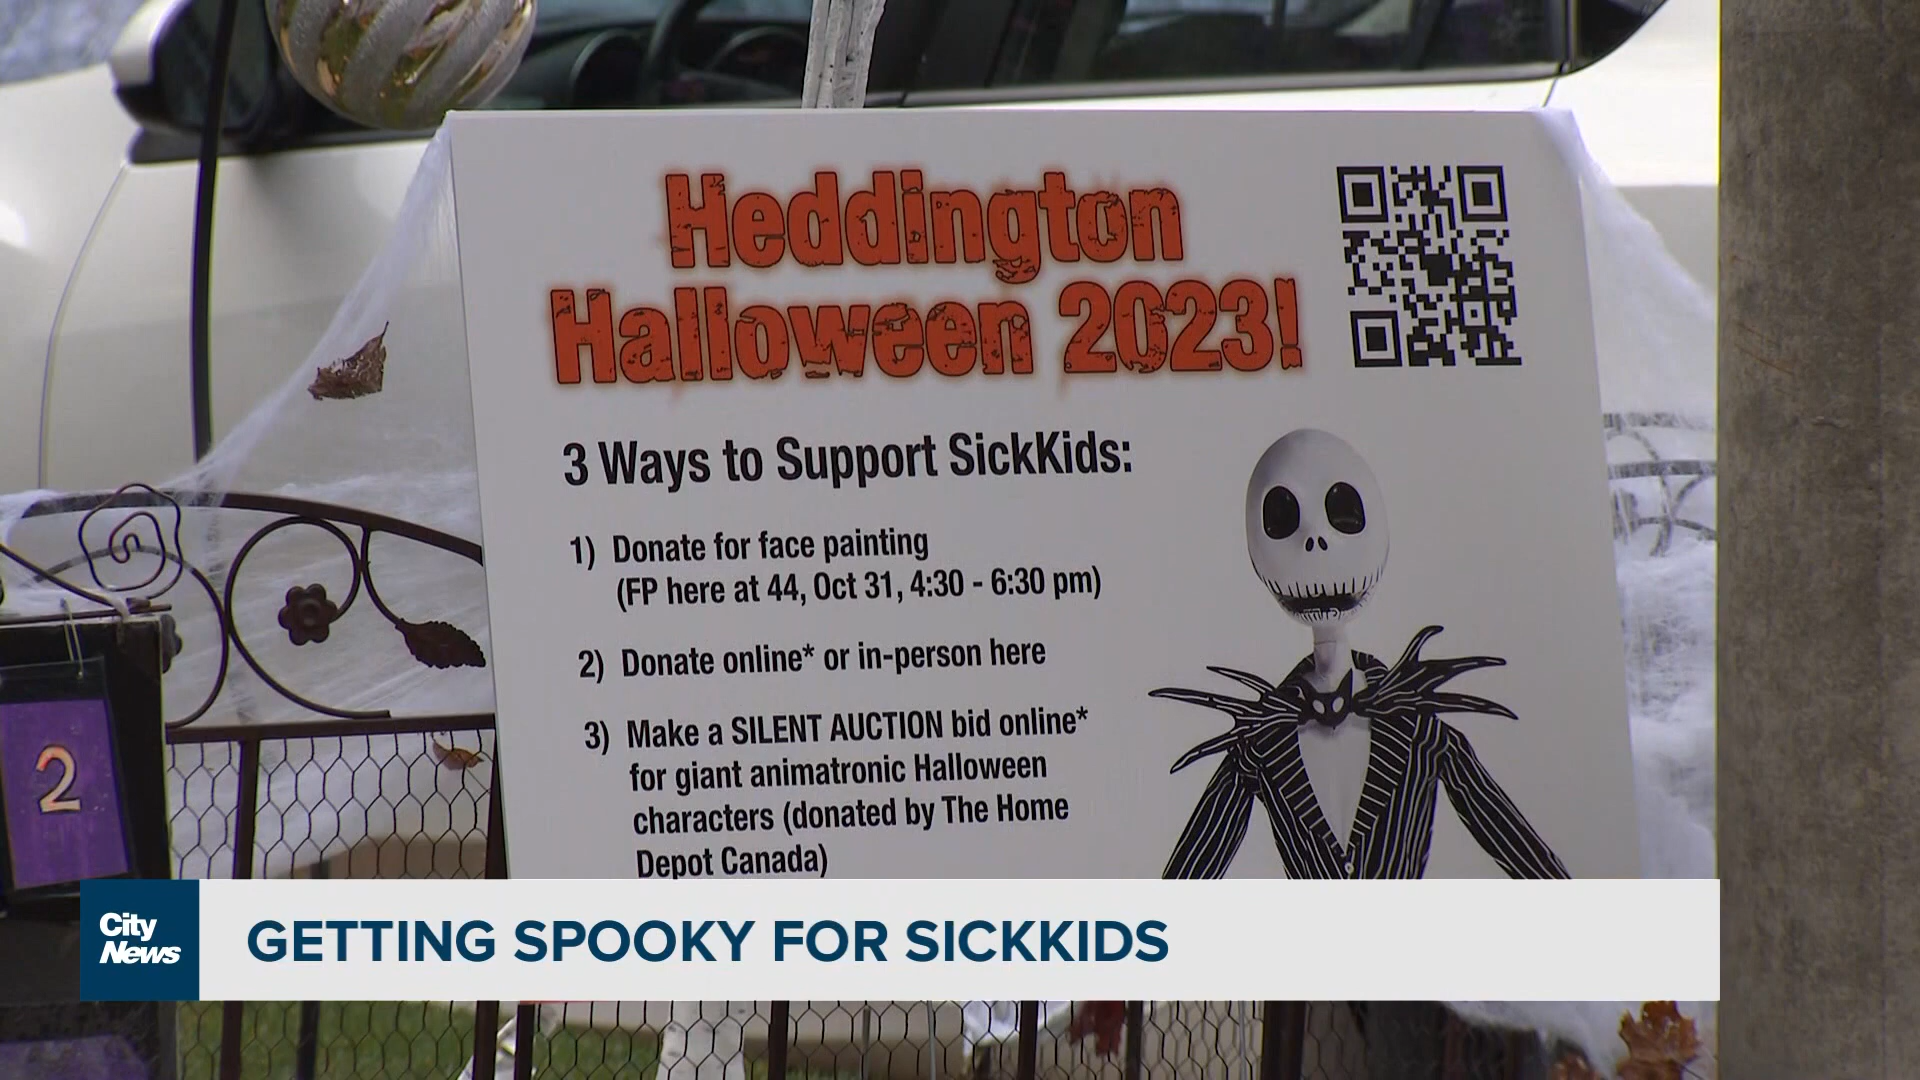 Heddington
Halloween 2023!
3 Ways to Support SickKids:
1) Donate for face painting
(FP here at 44, Oct 31, 4:30 - 6:30 pm)
2) Donate online* or in-person here
3) Make a SILENT AUCTION bid online*
for giant animatronic Halloween
characters (donated by The Home
Depot Canada)
2
City
News
GETTING SPOOKY FOR SICKKIDS